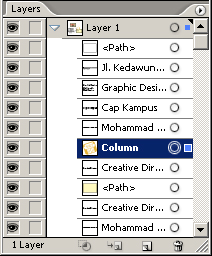 Layers
Layer 1
<Path>
Jl. Kedawun...
Graphic Desi...
Cap Kampus
Mohammad ...
Column
Creative Dir...
<Path>
Creative Dir...
Mohammad ...
1 Layer